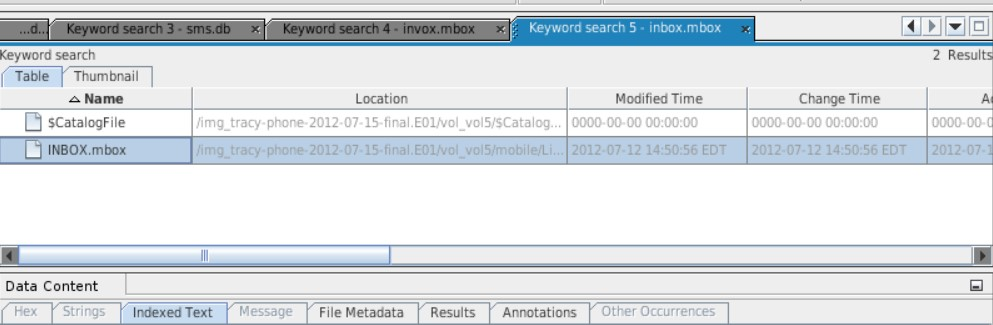 ...d... Keyword search 3 - sms.db × Keyword search 4 - invox.mbox × Keyword search 5 - inbox.mbox ×
Keyword search 2 Results
Table Thumbnail
Name Location Modified Time Change Time Ac
$CatalogFile /img_tracy-phone-2012-07-15-final.E01/vol_vol5/$Catalog... 0000-00-00 00:00:00 0000-00-00 00:00:00 0000-00-0
INBOX.mbox /img_tracy-phone-2012-07-15-final.E01/vol_vol5/mobile/Li... 2012-07-12 14:50:56 EDT 2012-07-12 14:50:56 EDT 2012-07-1
Data Content
Hex Strings Indexed Text Message File Metadata Results Annotations Other Occurrences